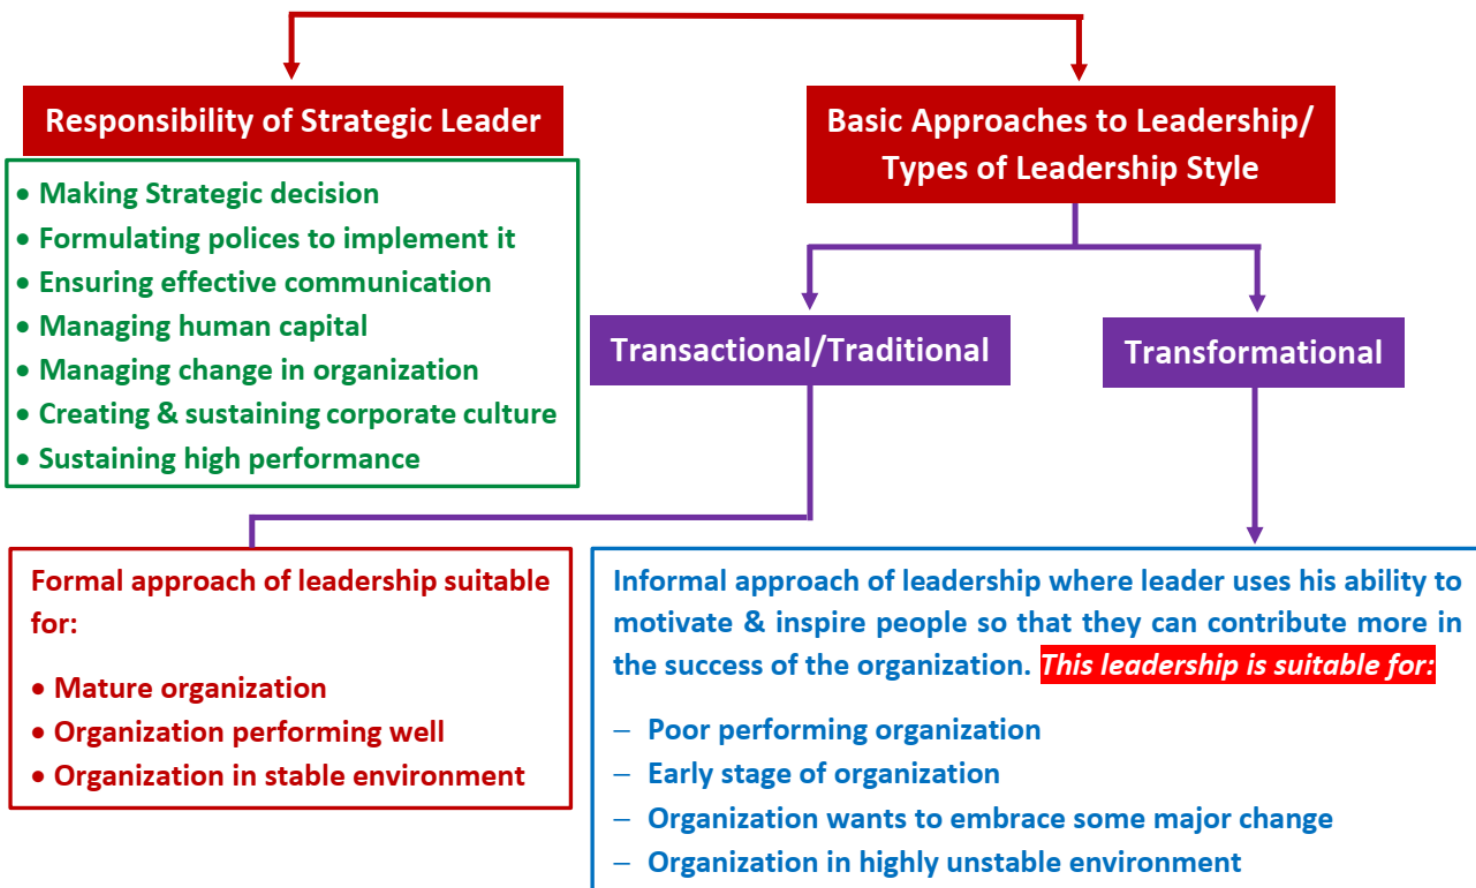 Responsibility of Strategic Leader
• Making Strategic decision
• Formulating polices to implement it
• Ensuring effective communication
• Managing human capital
• Managing change in organization
• Creating & sustaining corporate culture
• Sustaining high performance
Basic Approaches to Leadership/
Types of Leadership Style
Transactional/Traditional
Transformational
Formal approach of leadership suitable
for:
• Mature organization
• Organization performing well
• Organization in stable environment
Informal approach of leadership where leader uses his ability to
motivate & inspire people so that they can contribute more in
the success of the organization. This leadership is suitable for:
– Poor performing organization
– Early stage of organization
– Organization wants to embrace some major change
– Organization in highly unstable environment